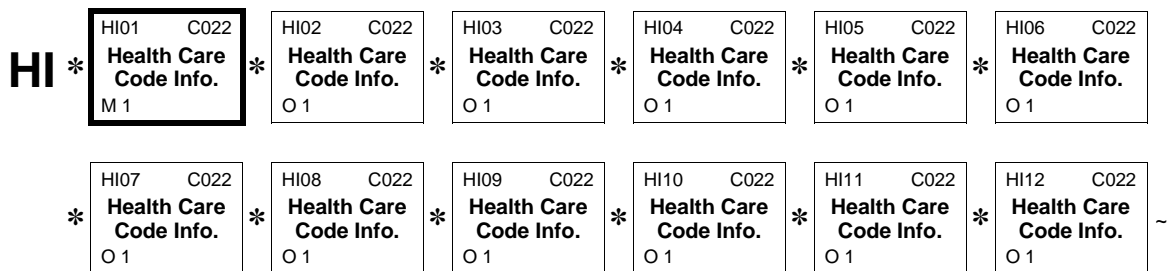 HI01 C022 HI02 C022 HI03 C022 HI04 C022 HI05 C022 HI06 C022
HI * Health Care * Health Care * Health Care * Health Care * Health Care * Health Care
Code Info. Code Info. Code Info. Code Info. Code Info. Code Info.
M 1 O 1 O 1 O 1 O 1 O 1
HI07 C022 HI08 C022 HI09 C022 HI10 C022 HI11 C022 HI12 C022
* Health Care * Health Care * Health Care * Health Care * Health Care * Health Care ~
Code Info. Code Info. Code Info. Code Info. Code Info. Code Info.
O 1 O 1 O 1 O 1 O 1 O 1